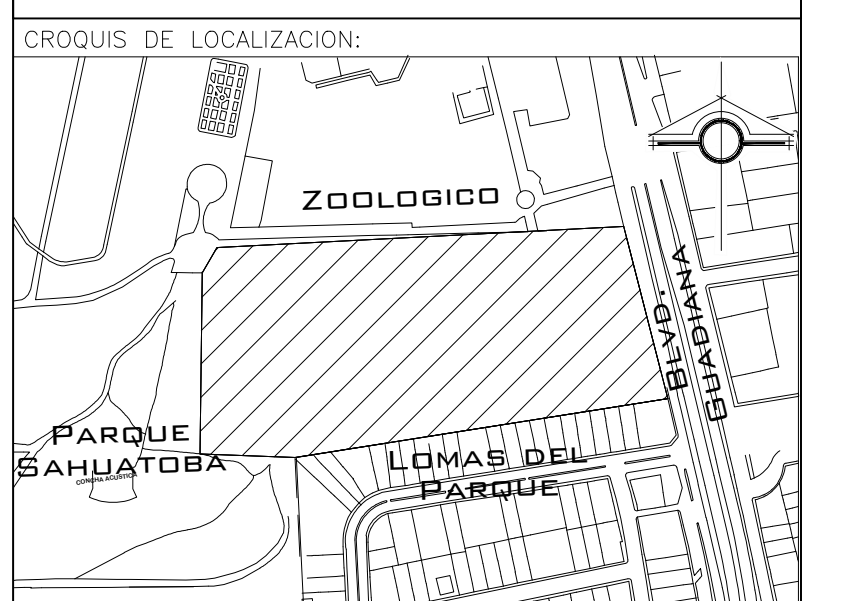 CROQUIS DE LOCALIZACION:
ZOOLOGICO
BLVD.
GUADIANA
PARQUE
SAHUATOBA
CONCHA ACUSTICA
LOMAS DEL
PARQUE